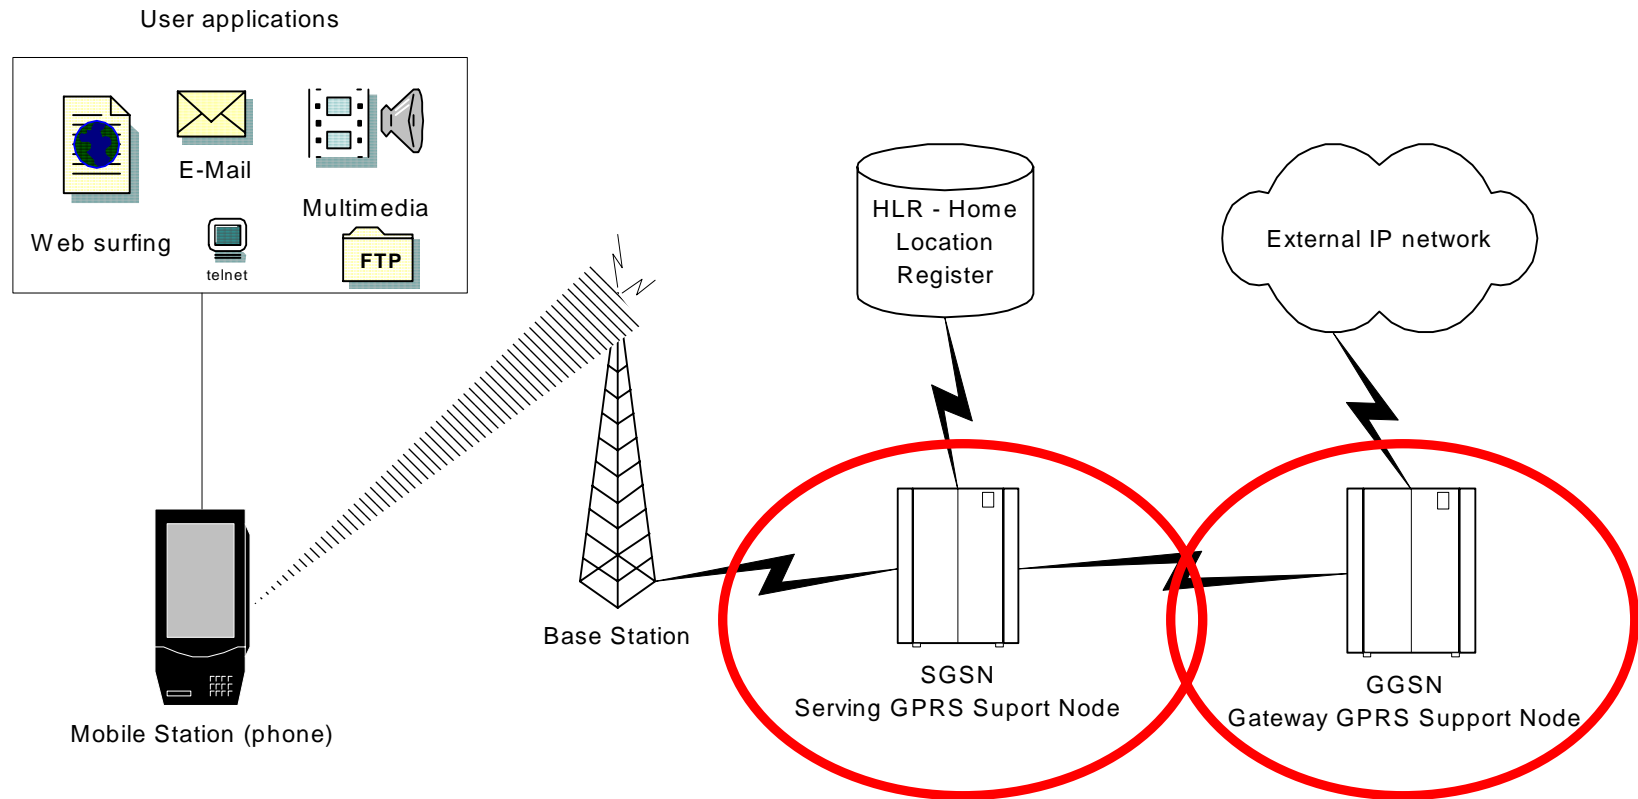 User applications
E-Mail
Multimedia
Web surfing
telnet
FTP
HLR - Home
Location
Register
External IP network
Base Station
SGSN
Serving GPRS Suport Node
GGSN
Gateway GPRS Support Node
Mobile Station (phone)